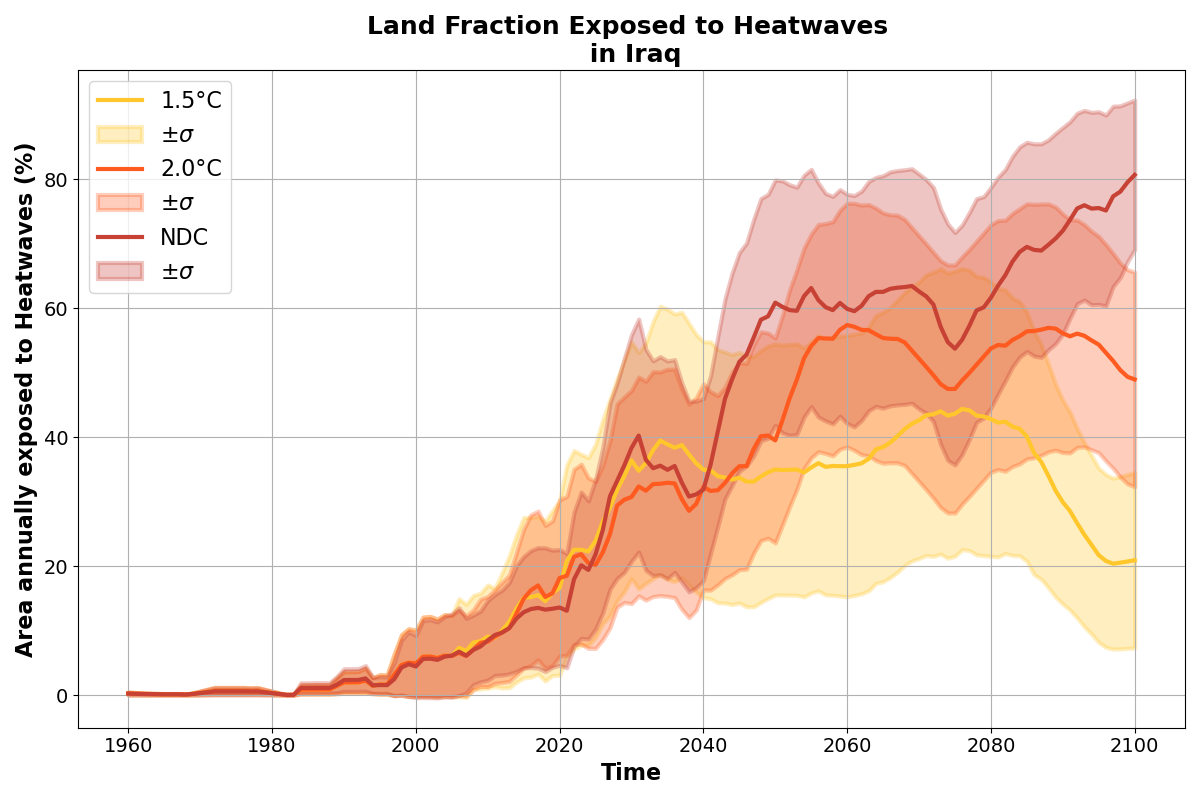 Land Fraction Exposed to Heatwaves
in Iraq
Area annually exposed to Heatwaves (%)
1.5°C
±σ
2.0°C
±σ
NDC
±σ
80
60
40
20
0
1960 1980 2000 2020 2040 2060 2080 2100
Time